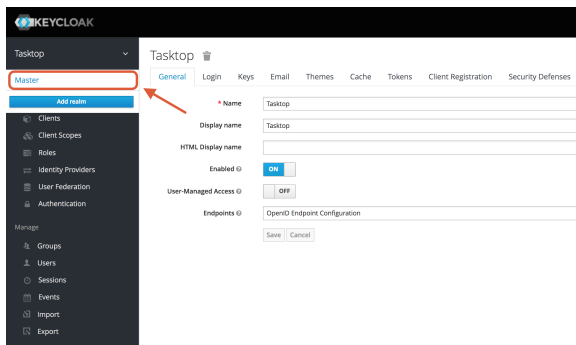 KEYCLOAK
Tasktop
Master
Add realm
Clients
Client Scopes
Roles
Identity Providers
User Federation
Authentication
Manage
Groups
Users
Sessions
Events
Import
Export
Tasktop
General Login Keys Email Themes Cache Tokens Client Registration Security Defenses
* Name Tasktop
Display name Tasktop
HTML Display name
Enabled ON
User-Managed Access OFF
Endpoints OpenID Endpoint Configuration
Save Cancel